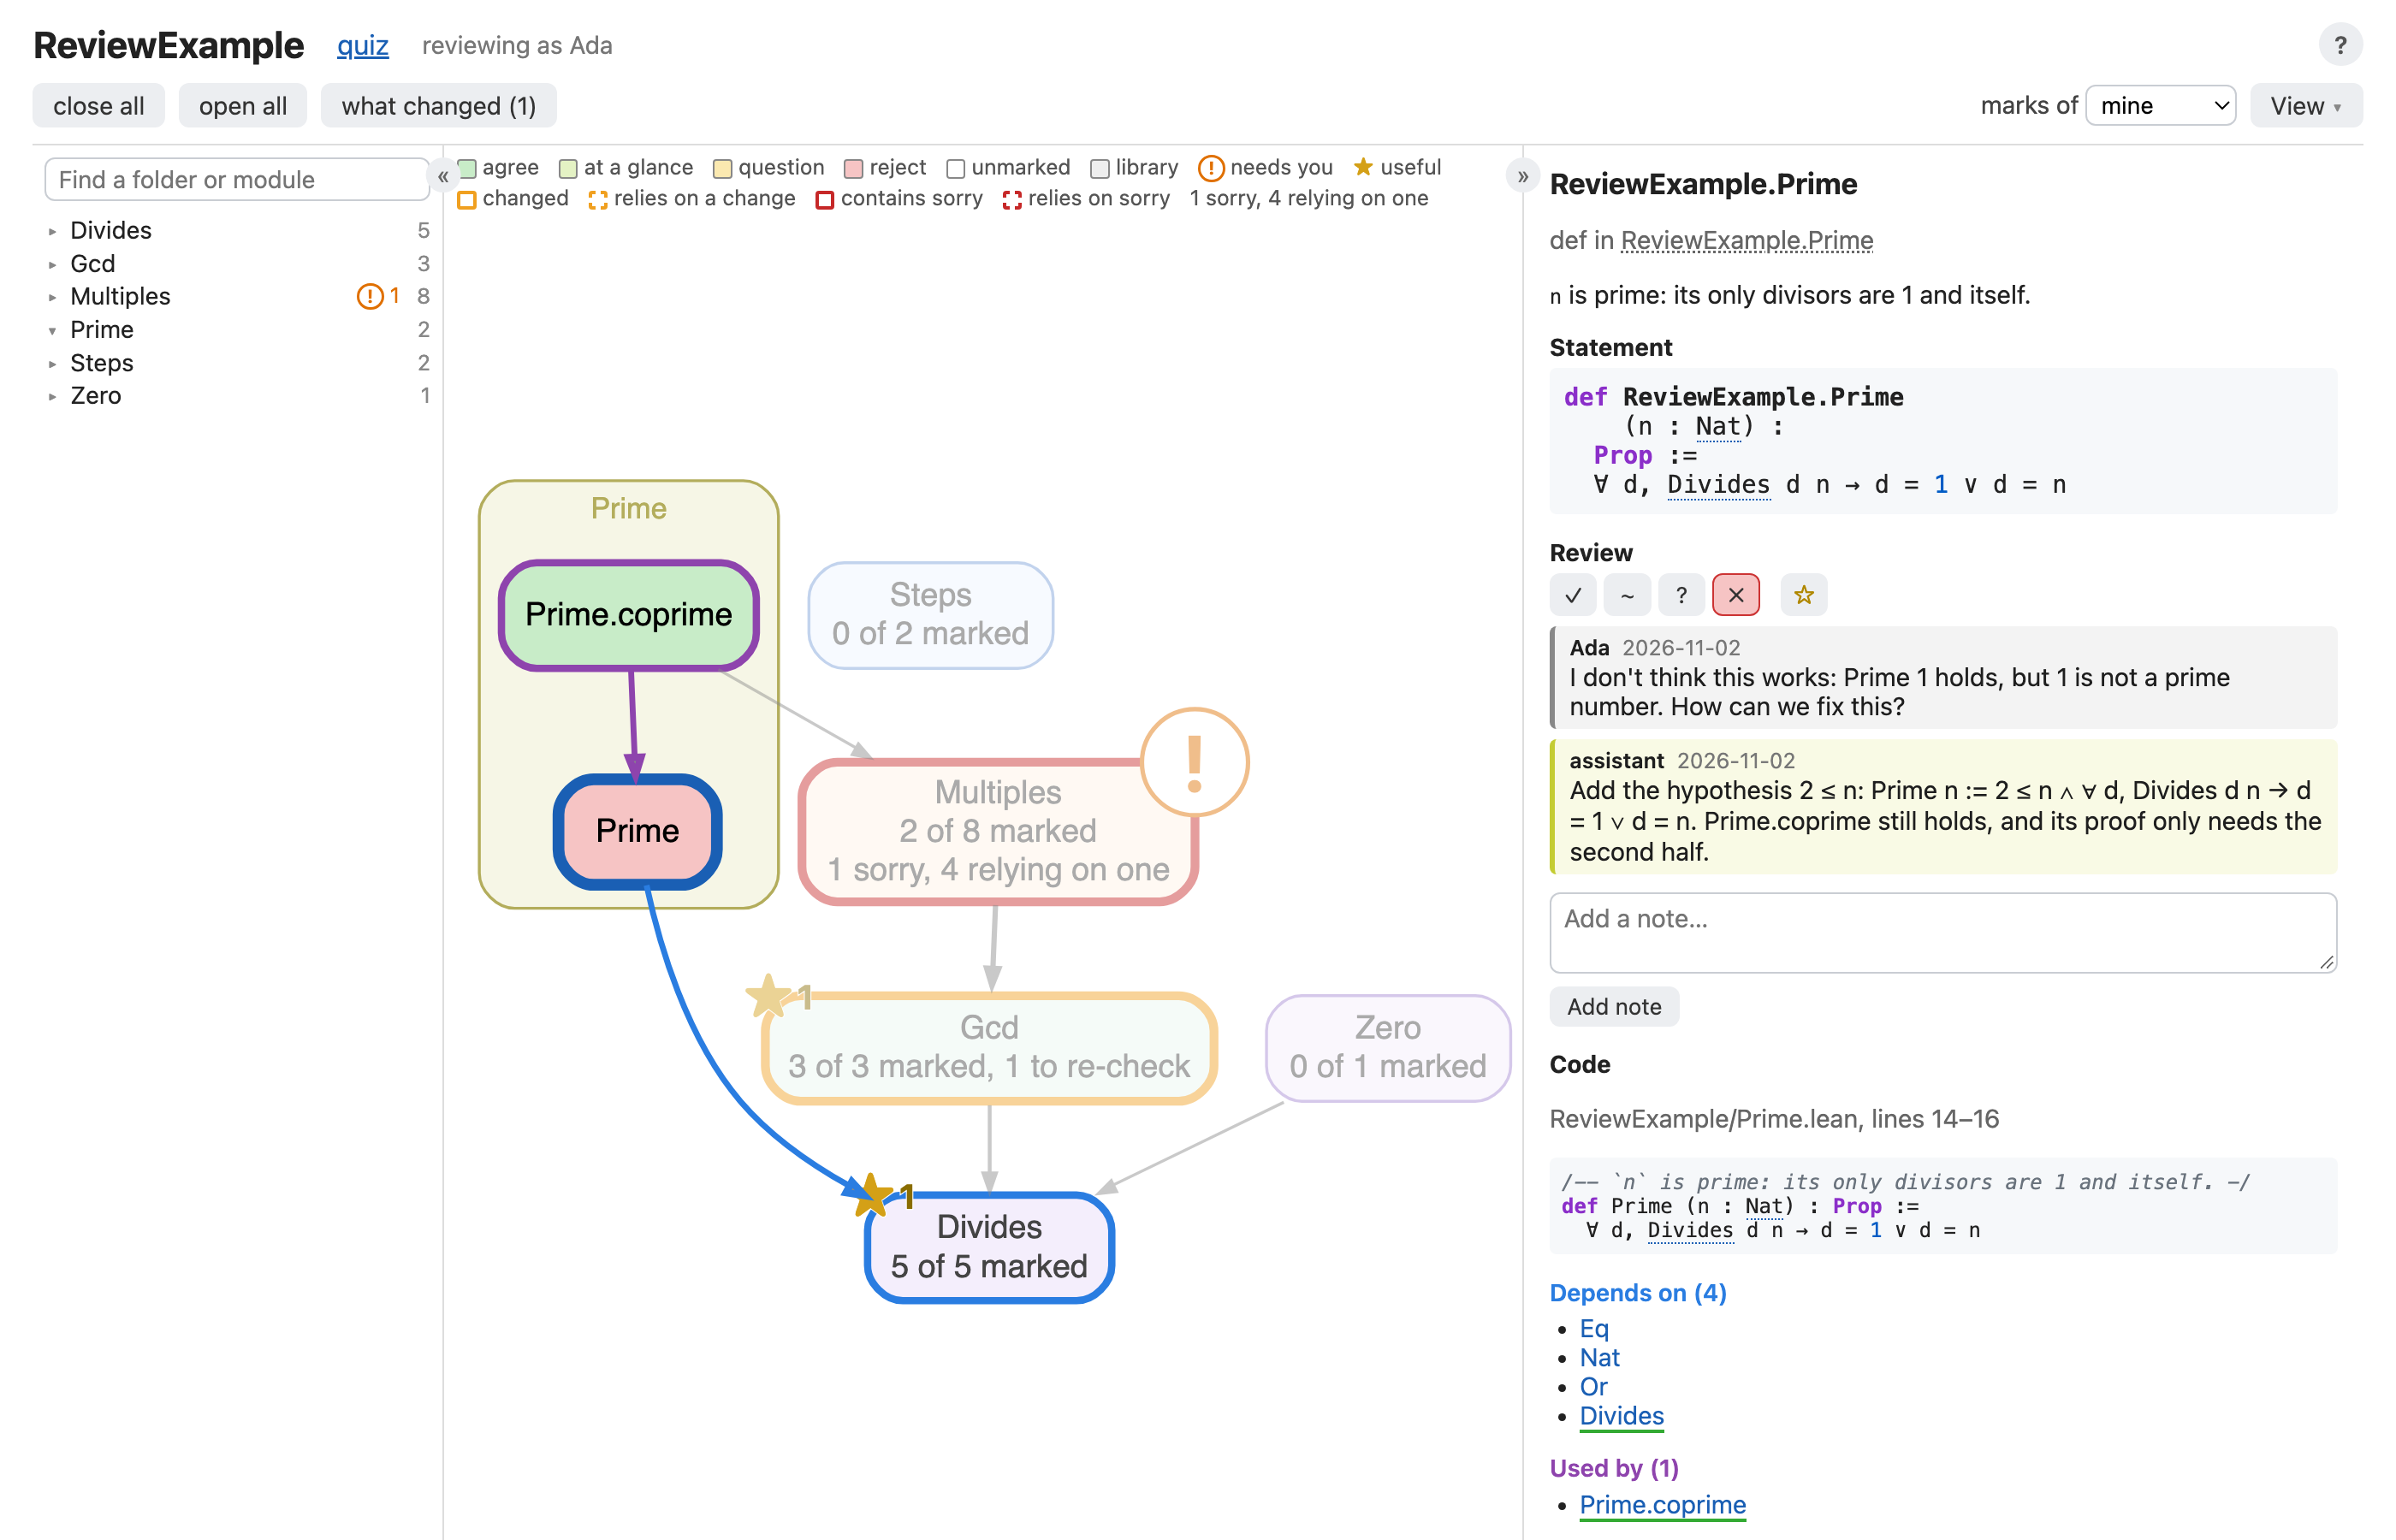 ReviewExample quiz reviewing as Ada ?
close all open all what changed (1) marks of mine View ▾
Find a folder or module «
▸ Divides 5
▸ Gcd 3
▸ Multiples ! 1 8
▾ Prime 2
▸ Steps 2
▸ Zero 1
agree at a glance question reject unmarked library ! needs you ★ useful
changed relies on a change contains sorry relies on sorry 1 sorry, 4 relying on one
Prime
Prime.coprime
Steps
0 of 2 marked
!
Multiples
2 of 8 marked
1 sorry, 4 relying on one
Prime
★ 1
Gcd
3 of 3 marked, 1 to re-check
Zero
0 of 1 marked
★ 1
Divides
5 of 5 marked
» ReviewExample.Prime
def in ReviewExample.Prime
n is prime: its only divisors are 1 and itself.
Statement
def ReviewExample.Prime
(n : Nat) :
Prop :=
∀ d, Divides d n → d = 1 ∨ d = n
Review
✓ ~ ? ✕ ☆
Ada 2026-11-02
I don't think this works: Prime 1 holds, but 1 is not a prime
number. How can we fix this?
assistant 2026-11-02
Add the hypothesis 2 ≤ n: Prime n := 2 ≤ n ∧ ∀ d, Divides d n → d
= 1 ∨ d = n. Prime.coprime still holds, and its proof only needs the
second half.
Add a note...
Add note
Code
ReviewExample/Prime.lean, lines 14–16
/-- `n` is prime: its only divisors are 1 and itself. -/
def Prime (n : Nat) : Prop :=
∀ d, Divides d n → d = 1 ∨ d = n
Depends on (4)
• Eq
• Nat
• Or
• Divides
Used by (1)
• Prime.coprime